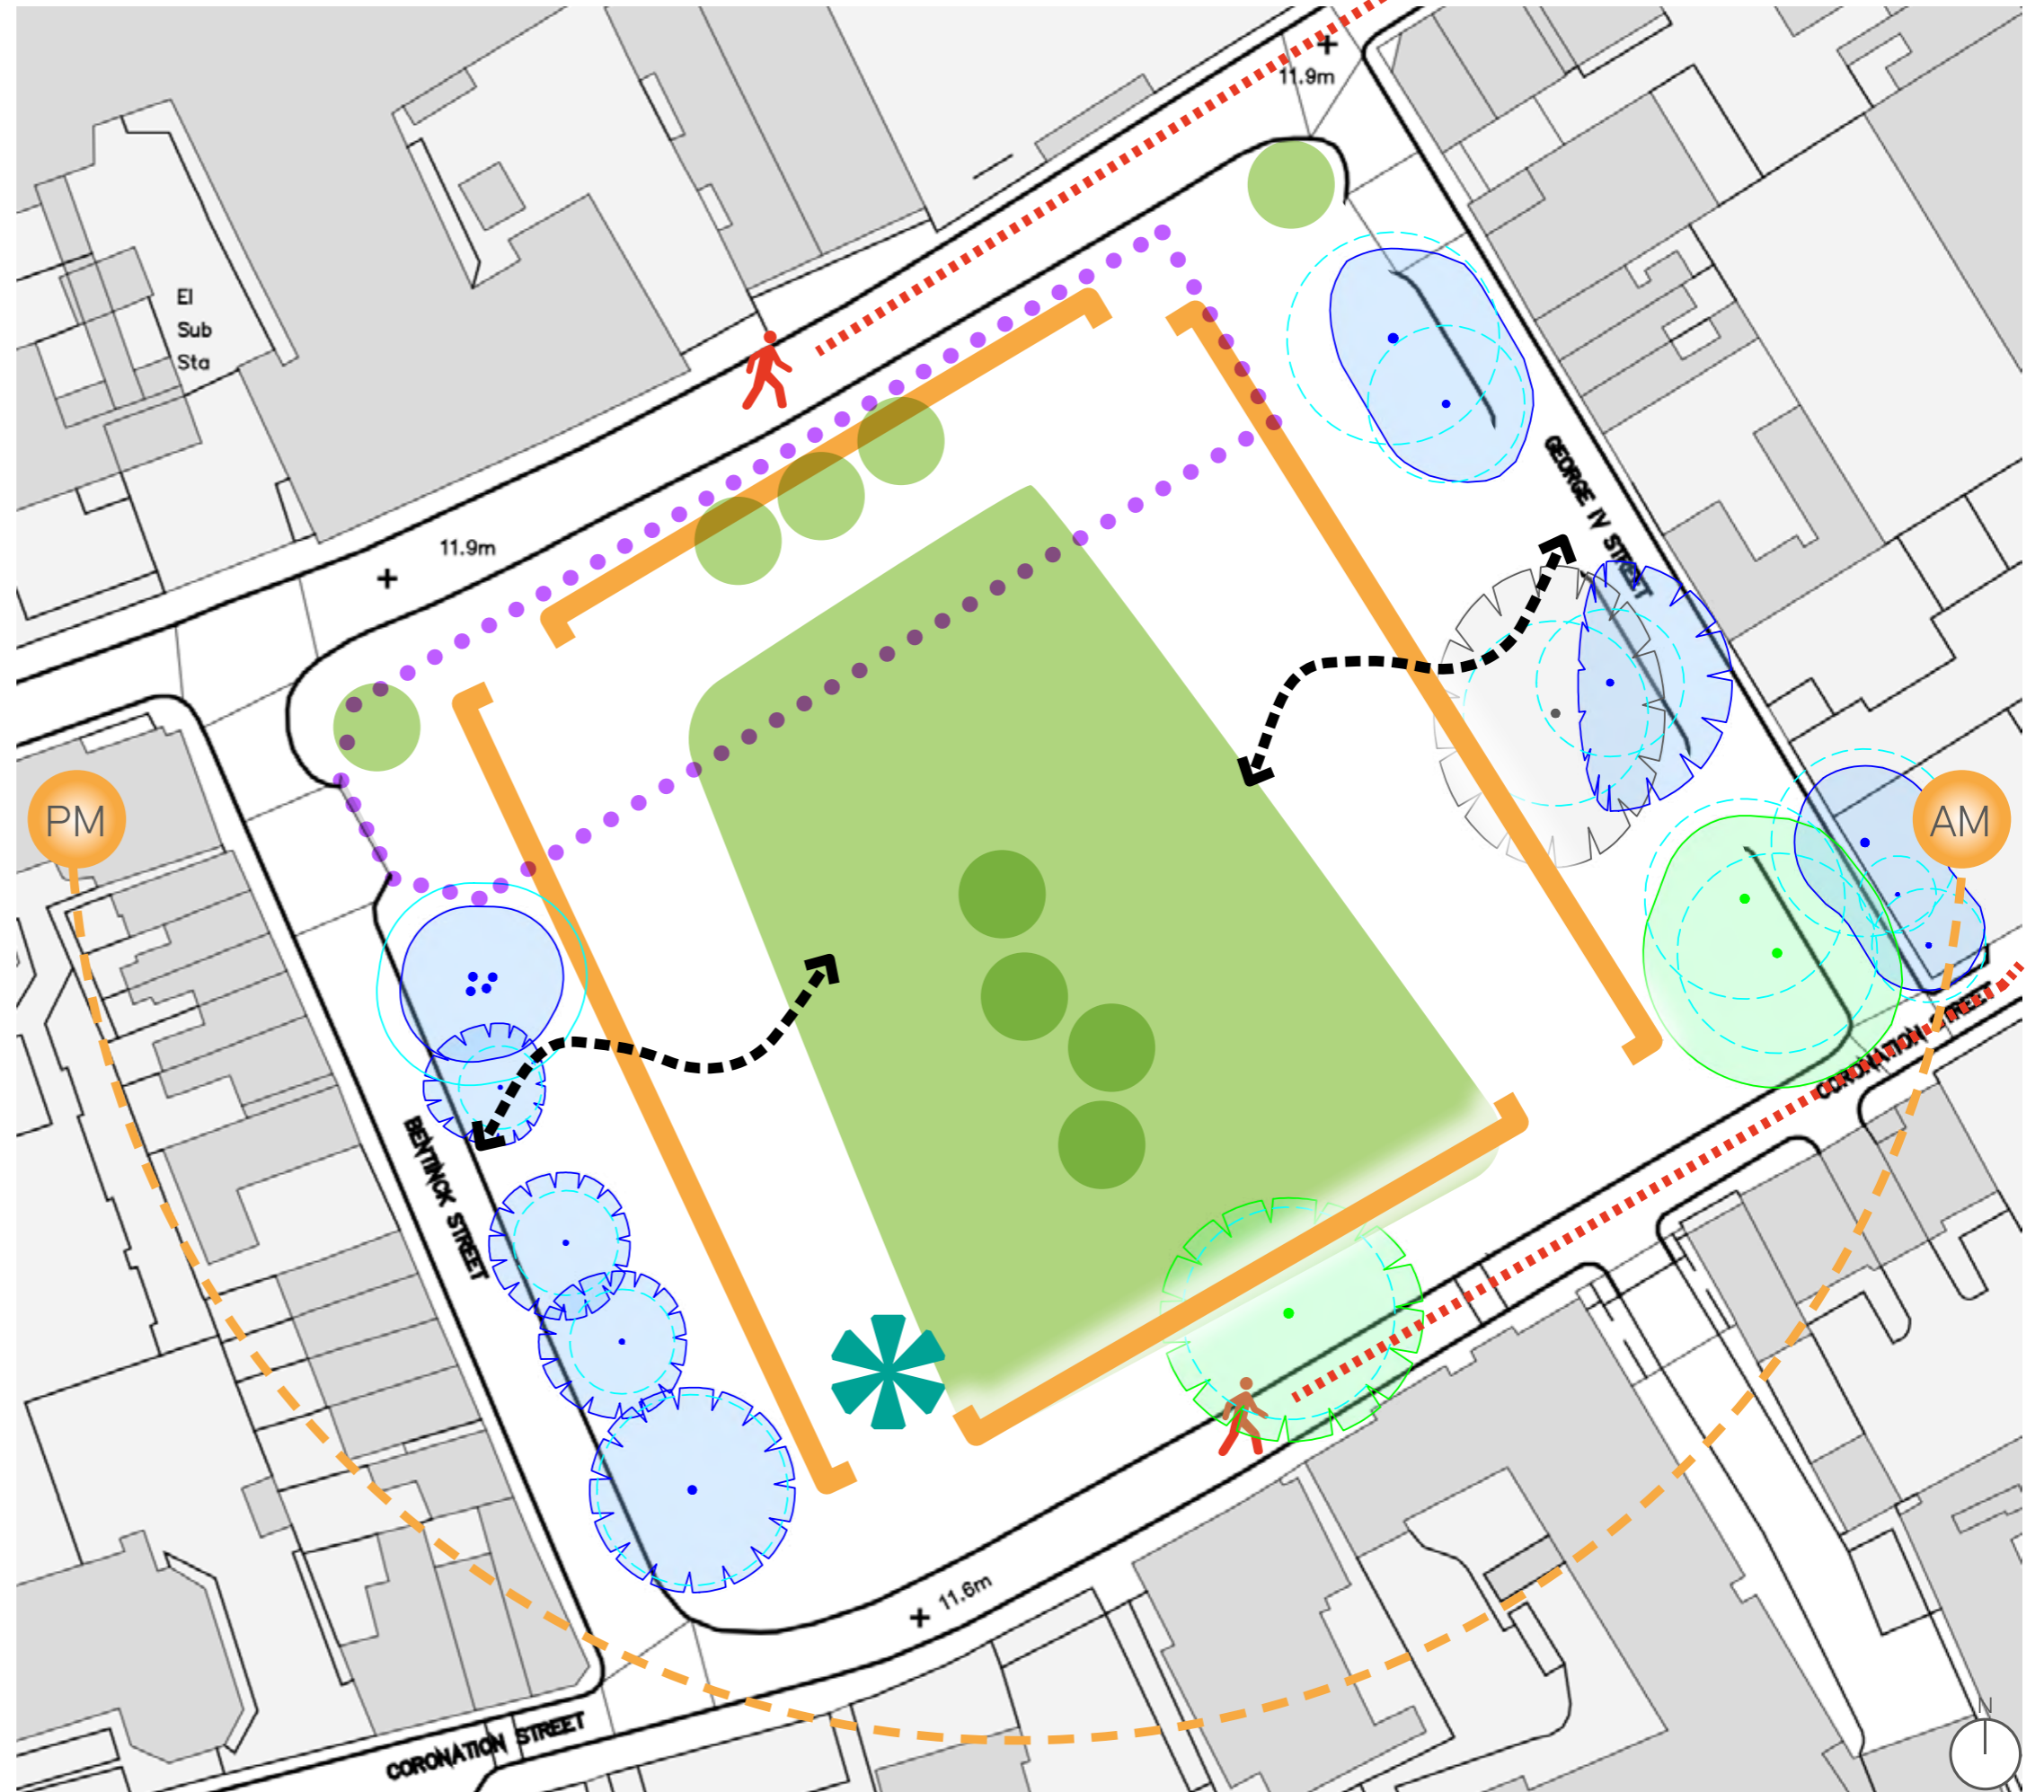 11.9m
El
Sub
Sta
GEORGE IV STREET
11.9m
PM
AM
CORONATION STREET
BENTINCK STREET
11.6m
CORONATION STREET
N